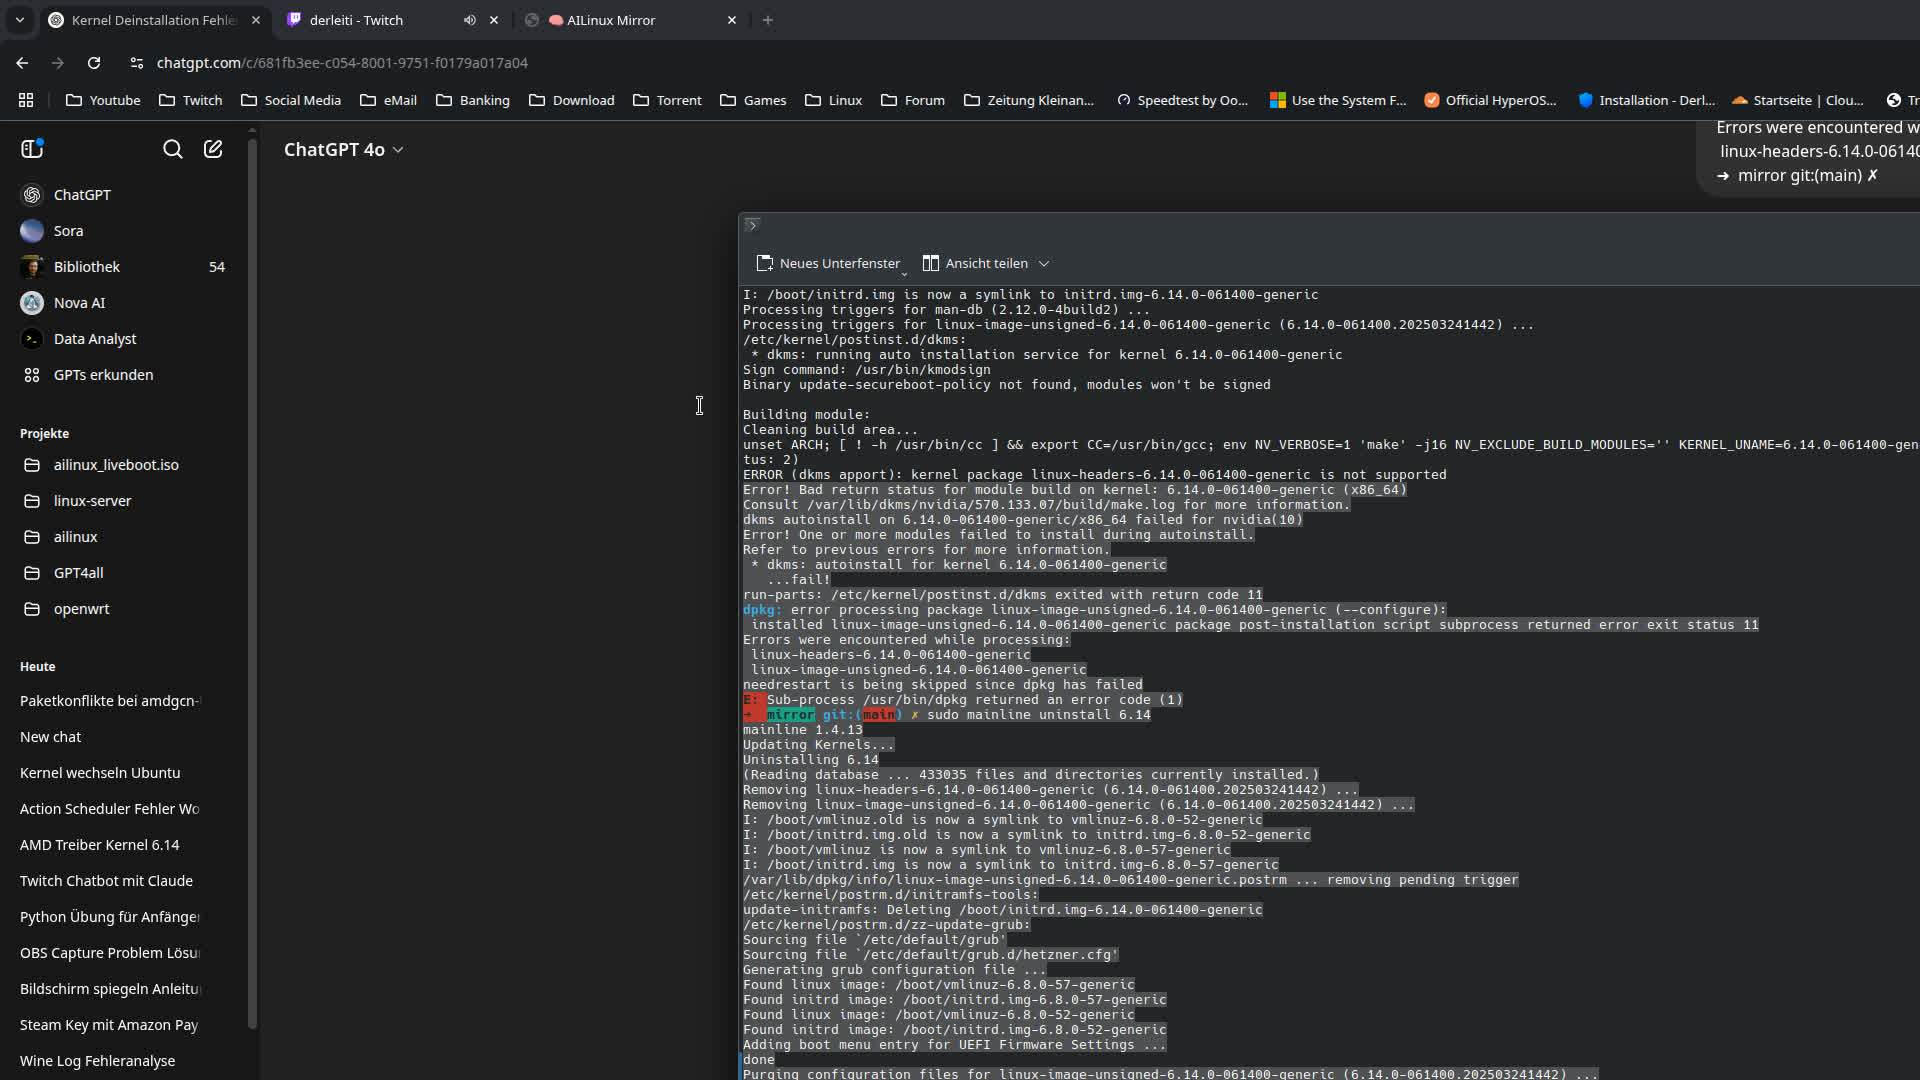 Kernel Deinstallation Fehle
derleiti - Twitch
AILinux Mirror
chatgpt.com/c/681fb3ee-c054-8001-9751-f0179a017a04
Youtube
Twitch
Social Media
eMail
Banking
Download
Torrent
Games
Linux
Forum
Zeitung Kleinan...
Speedtest by Oo...
Use the System F...
Official HyperOS...
Installation - Derl...
Startseite | Clou...
Tr
ChatGPT
Sora
Bibliothek 54
Nova AI
Data Analyst
GPTs erkunden
Projekte
ailinux_liveboot.iso
linux-server
ailinux
GPT4all
openwrt
Heute
Paketkonflikte bei amdgcn-
New chat
Kernel wechseln Ubuntu
Action Scheduler Fehler Wo
AMD Treiber Kernel 6.14
Twitch Chatbot mit Claude
Python Übung für Anfänger
OBS Capture Problem Lösu
Bildschirm spiegeln Anleitu
Steam Key mit Amazon Pay
Wine Log Fehleranalyse
ChatGPT 4o
Errors were encountered w
linux-headers-6.14.0-06140
➜ mirror git:(main) ✗
Neues Unterfenster
Ansicht teilen
I: /boot/initrd.img is now a symlink to initrd.img-6.14.0-061400-generic
Processing triggers for man-db (2.12.0-4build2) ...
Processing triggers for linux-image-unsigned-6.14.0-061400-generic (6.14.0-061400.202503241442) ...
/etc/kernel/postinst.d/dkms:
* dkms: running auto installation service for kernel 6.14.0-061400-generic
Sign command: /usr/bin/kmodsign
Binary update-secureboot-policy not found, modules won't be signed
Building module:
Cleaning build area...
unset ARCH; [ ! -h /usr/bin/cc ] && export CC=/usr/bin/gcc; env NV_VERBOSE=1 'make' -j16 NV_EXCLUDE_BUILD_MODULES='' KERNEL_UNAME=6.14.0-061400-gen
tus: 2)
ERROR (dkms apport): kernel package linux-headers-6.14.0-061400-generic is not supported
Error! Bad return status for module build on kernel: 6.14.0-061400-generic (x86_64)
Consult /var/lib/dkms/nvidia/570.133.07/build/make.log for more information.
dkms autoinstall on 6.14.0-061400-generic/x86_64 failed for nvidia(10)
Error! One or more modules failed to install during autoinstall.
Refer to previous errors for more information.
* dkms: autoinstall for kernel 6.14.0-061400-generic
...fail!
run-parts: /etc/kernel/postinst.d/dkms exited with return code 11
dpkg: error processing package linux-image-unsigned-6.14.0-061400-generic (--configure):
installed linux-image-unsigned-6.14.0-061400-generic package post-installation script subprocess returned error exit status 11
Errors were encountered while processing:
linux-headers-6.14.0-061400-generic
linux-image-unsigned-6.14.0-061400-generic
needrestart is being skipped since dpkg has failed
E: Sub-process /usr/bin/dpkg returned an error code (1)
➜ mirror git:(main) ✗ sudo mainline uninstall 6.14
mainline 1.4.13
Updating Kernels...
Uninstalling 6.14
(Reading database ... 433035 files and directories currently installed.)
Removing linux-headers-6.14.0-061400-generic (6.14.0-061400.202503241442) ...
Removing linux-image-unsigned-6.14.0-061400-generic (6.14.0-061400.202503241442) ...
I: /boot/vmlinuz.old is now a symlink to vmlinuz-6.8.0-52-generic
I: /boot/initrd.img.old is now a symlink to initrd.img-6.8.0-52-generic
I: /boot/vmlinuz is now a symlink to vmlinuz-6.8.0-57-generic
I: /boot/initrd.img is now a symlink to initrd.img-6.8.0-57-generic
/var/lib/dpkg/info/linux-image-unsigned-6.14.0-061400-generic.postrm ... removing pending trigger
/etc/kernel/postrm.d/initramfs-tools:
update-initramfs: Deleting /boot/initrd.img-6.14.0-061400-generic
/etc/kernel/postrm.d/zz-update-grub:
Sourcing file `/etc/default/grub'
Sourcing file `/etc/default/grub.d/hetzner.cfg'
Generating grub configuration file ...
Found linux image: /boot/vmlinuz-6.8.0-57-generic
Found initrd image: /boot/initrd.img-6.8.0-57-generic
Found linux image: /boot/vmlinuz-6.8.0-52-generic
Found initrd image: /boot/initrd.img-6.8.0-52-generic
Adding boot menu entry for UEFI Firmware Settings ...
done
Purging configuration files for linux-image-unsigned-6.14.0-061400-generic (6.14.0-061400.202503241442) ...